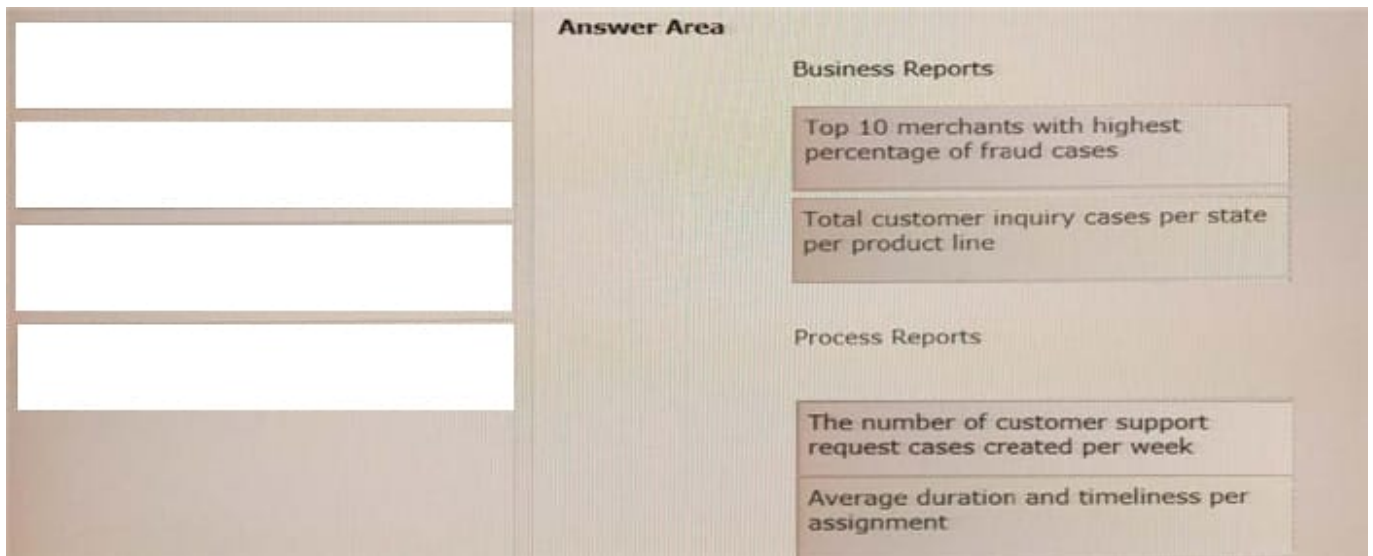 Answer Area
Business Reports
Top 10 merchants with highest
percentage of fraud cases
Total customer inquiry cases per state
per product line
Process Reports
The number of customer support
request cases created per week
Average duration and timeliness per
assignment